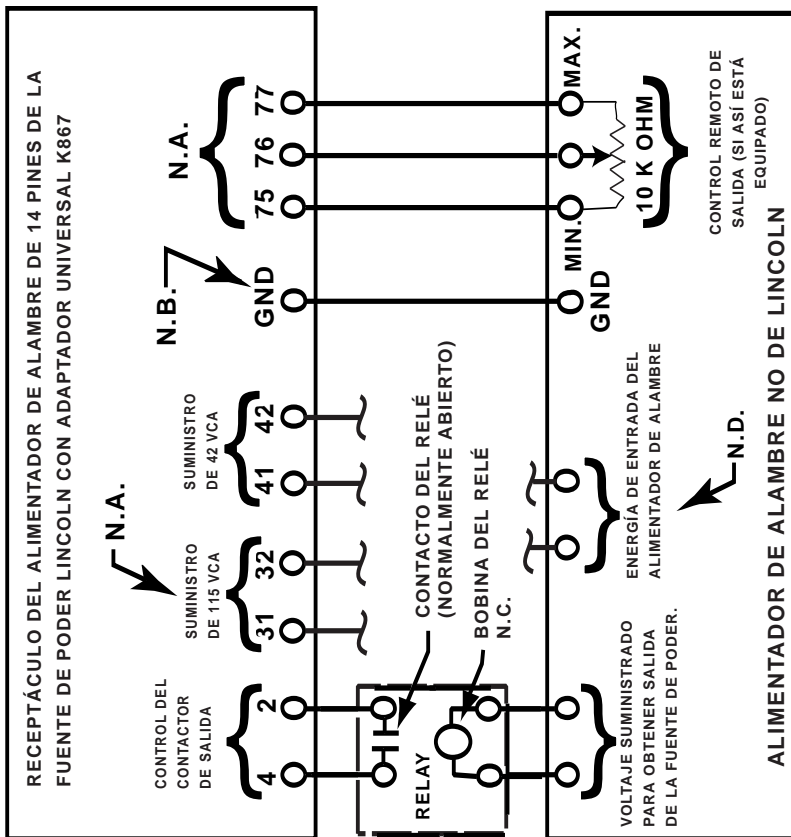 RECEPTÁCULO DEL ALIMENTADOR DE ALAMBRE DE 14 PINES DE LA
FUENTE DE PODER LINCOLN CON ADAPTADOR UNIVERSAL K867
CONTROL DEL
CONTACTOR
DE SALIDA
N.A.
SUMINISTRO
DE 115 VCA
SUMINISTRO
DE 42 VCA
N.B.
N.A.
4
2
31
32
41
42
GND
75
76
77
RELAY
CONTACTO DEL RELÉ
(NORMALMENTE ABIERTO)
BOBINA DEL RELÉ
N.C.
GND
MIN.
MAX.
10 K OHM
VOLTAJE SUMINISTRADO
PARA OBTENER SALIDA
DE LA FUENTE DE PODER.
ENERGÍA DE ENTRADA DEL
ALIMENTADOR DE ALAMBRE
N.D.
CONTROL REMOTO DE
SALIDA (SI ASÍ ESTÁ
EQUIPADO)
ALIMENTADOR DE ALAMBRE NO DE LINCOLN